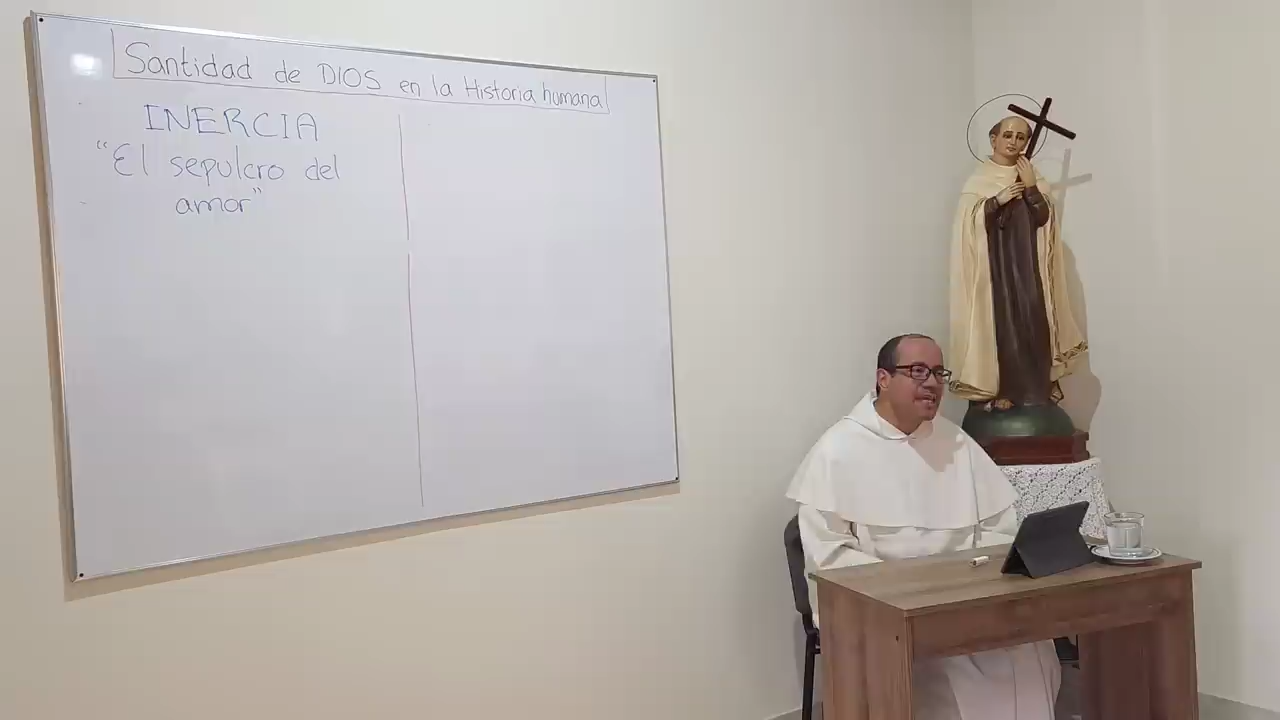 Santidad de DIOS en la Historia humana
INERCIA
"El sepulcro del
amor"